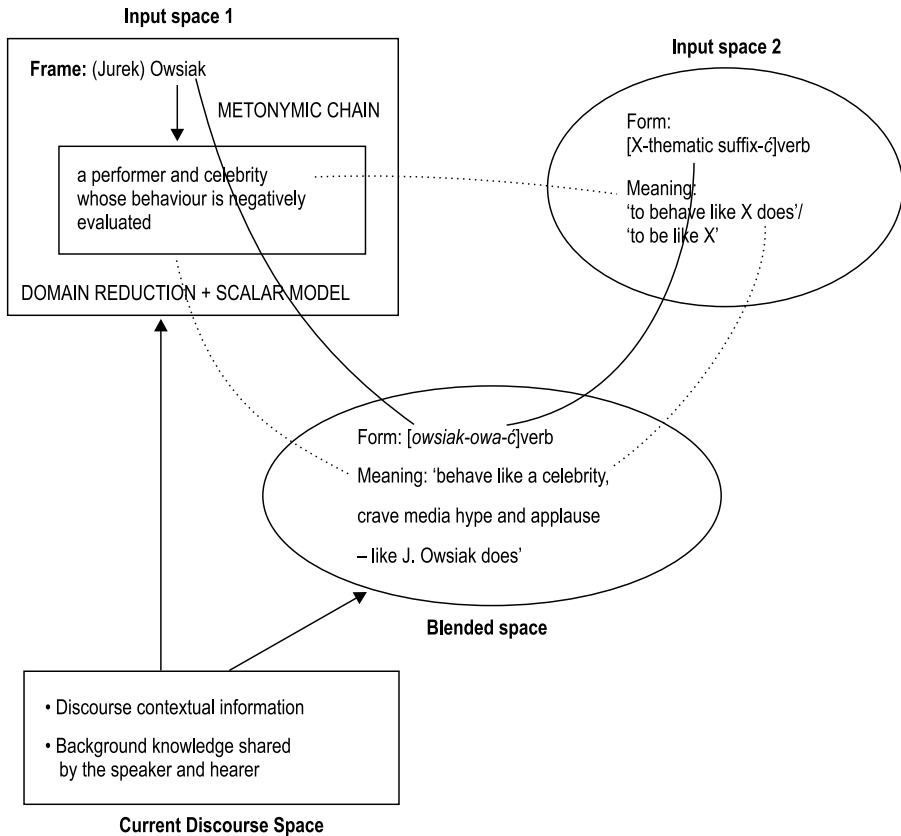 Input space 1
Frame: (Jurek) Owsiak
METONYMIC CHAIN
a performer and celebrity
whose behaviour is negatively
evaluated
DOMAIN REDUCTION + SCALAR MODEL
Input space 2
Form:
[X-thematic suffix-ć]verb
Meaning:
‘to behave like X does’/
‘to be like X’
Form: [owsiak-owa-ć]verb
Meaning: ‘behave like a celebrity,
crave media hype and applause
– like J. Owsiak does’
Blended space
• Discourse contextual information
• Background knowledge shared
by the speaker and hearer
Current Discourse Space